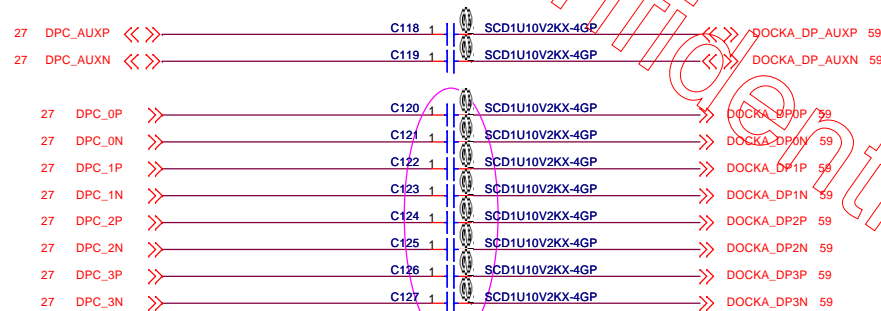 27 DPC_AUXP C118 1 SCD1U10V2KX-4GP DOCKA_DP_AUXP 59
27 DPC_AUXN C119 1 SCD1U10V2KX-4GP DOCKA_DP_AUXN 59
27 DPC_0P C120 1 SCD1U10V2KX-4GP DOCKA_DP0P 59
27 DPC_0N C121 1 SCD1U10V2KX-4GP DOCKA_DP0N 59
27 DPC_1P C122 1 SCD1U10V2KX-4GP DOCKA_DP1P 59
27 DPC_1N C123 1 SCD1U10V2KX-4GP DOCKA_DP1N 59
27 DPC_2P C124 1 SCD1U10V2KX-4GP DOCKA_DP2P 59
27 DPC_2N C125 1 SCD1U10V2KX-4GP DOCKA_DP2N 59
27 DPC_3P C126 1 SCD1U10V2KX-4GP DOCKA_DP3P 59
27 DPC_3N C127 1 SCD1U10V2KX-4GP DOCKA_DP3N 59